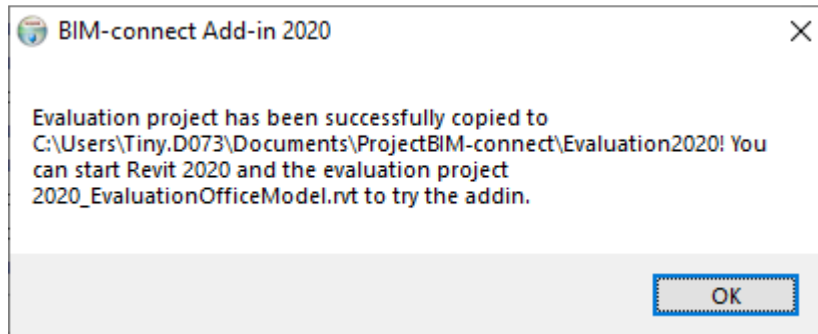 BIM-connect Add-in 2020
Evaluation project has been successfully copied to
C:\Users\Tiny.D073\Documents\ProjectBIM-connect\Evaluation2020! You
can start Revit 2020 and the evaluation project
2020_EvaluationOfficeModel.rvt to try the addin.
OK